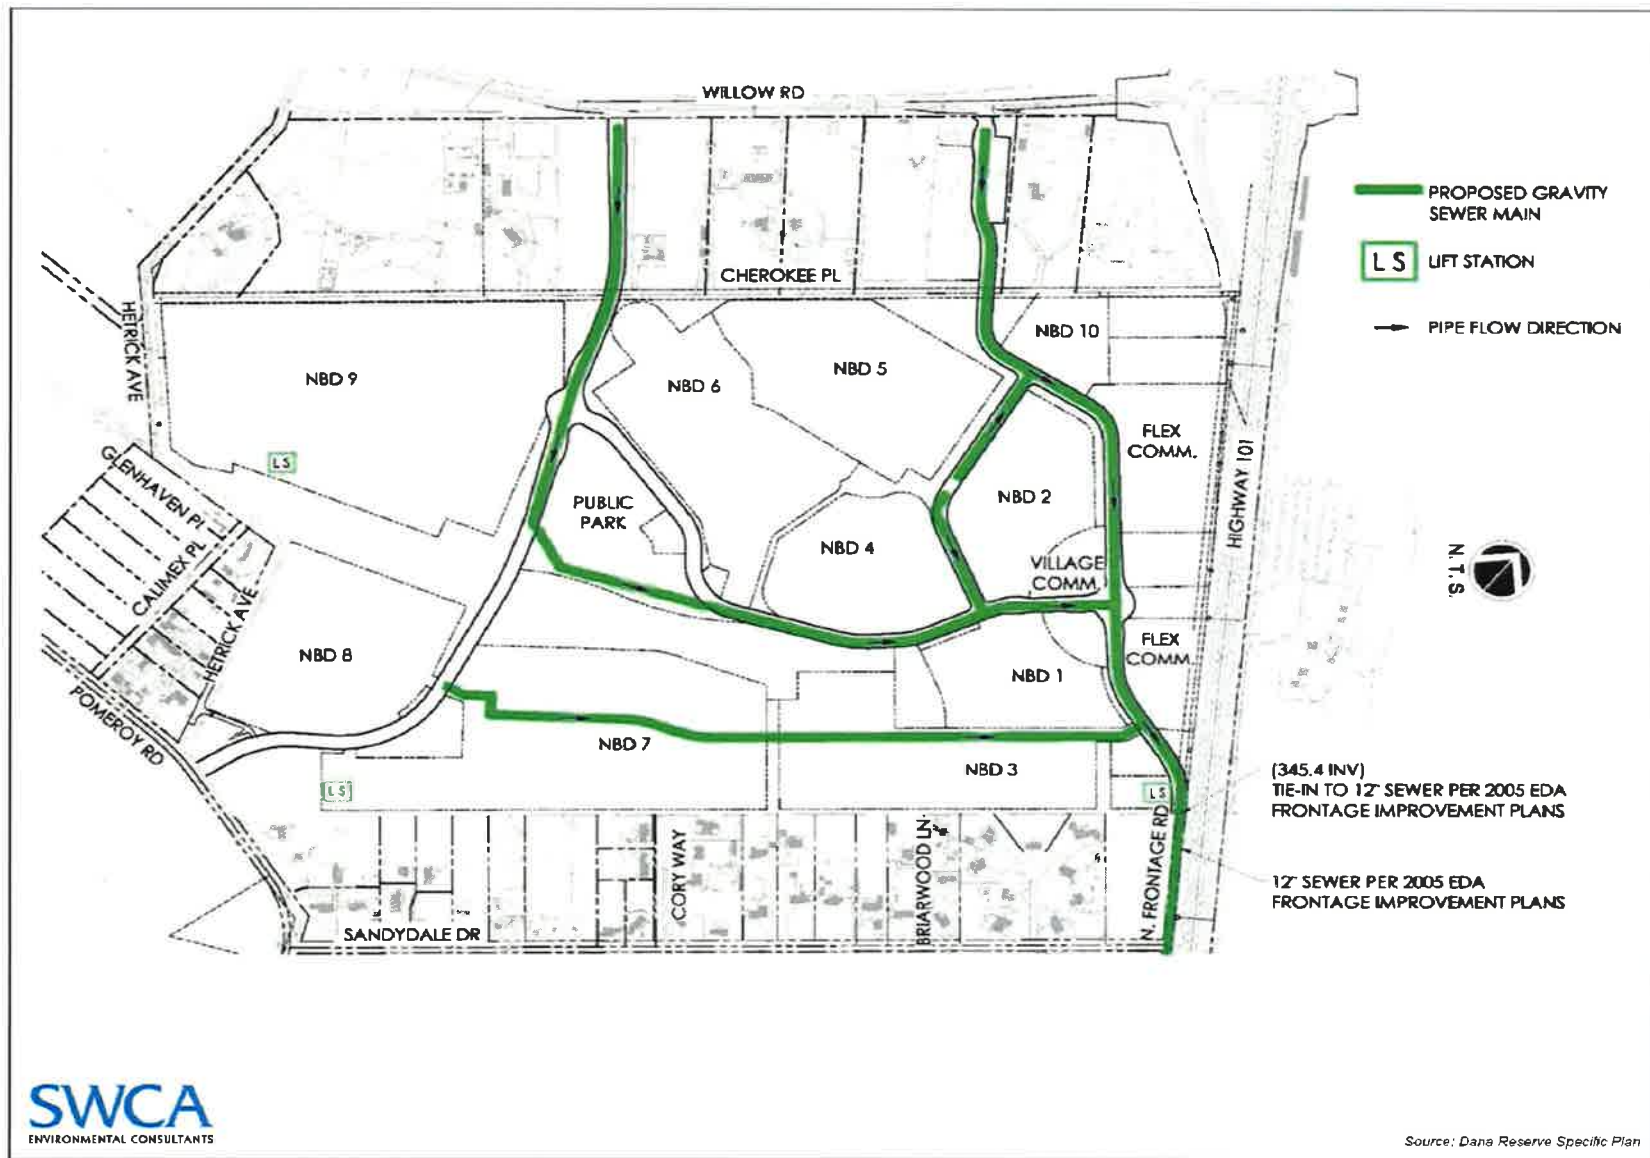 WILLOW RD
PROPOSED GRAVITY
SEWER MAIN
LS
LIFT STATION
PIPE FLOW DIRECTION
CHEROKEE PL
HETRICK AVE
NBD 9
NBD 6
NBD 5
NBD 10
FLEX
COMM.
HIGHWAY 101
LS
GLENHAVEN PL
PUBLIC
PARK
NBD 2
NBD 4
VILLAGE
COMM.
CALIMEX PL
HETRICK AVE
N.T.S.
NBD 8
NBD 1
FLEX
COMM.
POMEROY RD
NBD 7
NBD 3
LS
LS
(345.4 INV)
TIE-IN TO 12" SEWER PER 2005 EDA
FRONTAGE IMPROVEMENT PLANS
CORY WAY
BRIARWOOD LN.
N. FRONTAGE RD
12" SEWER PER 2005 EDA
FRONTAGE IMPROVEMENT PLANS
SANDYDALE DR
SWCA
ENVIRONMENTAL CONSULTANTS
Source: Dana Reserve Specific Plan